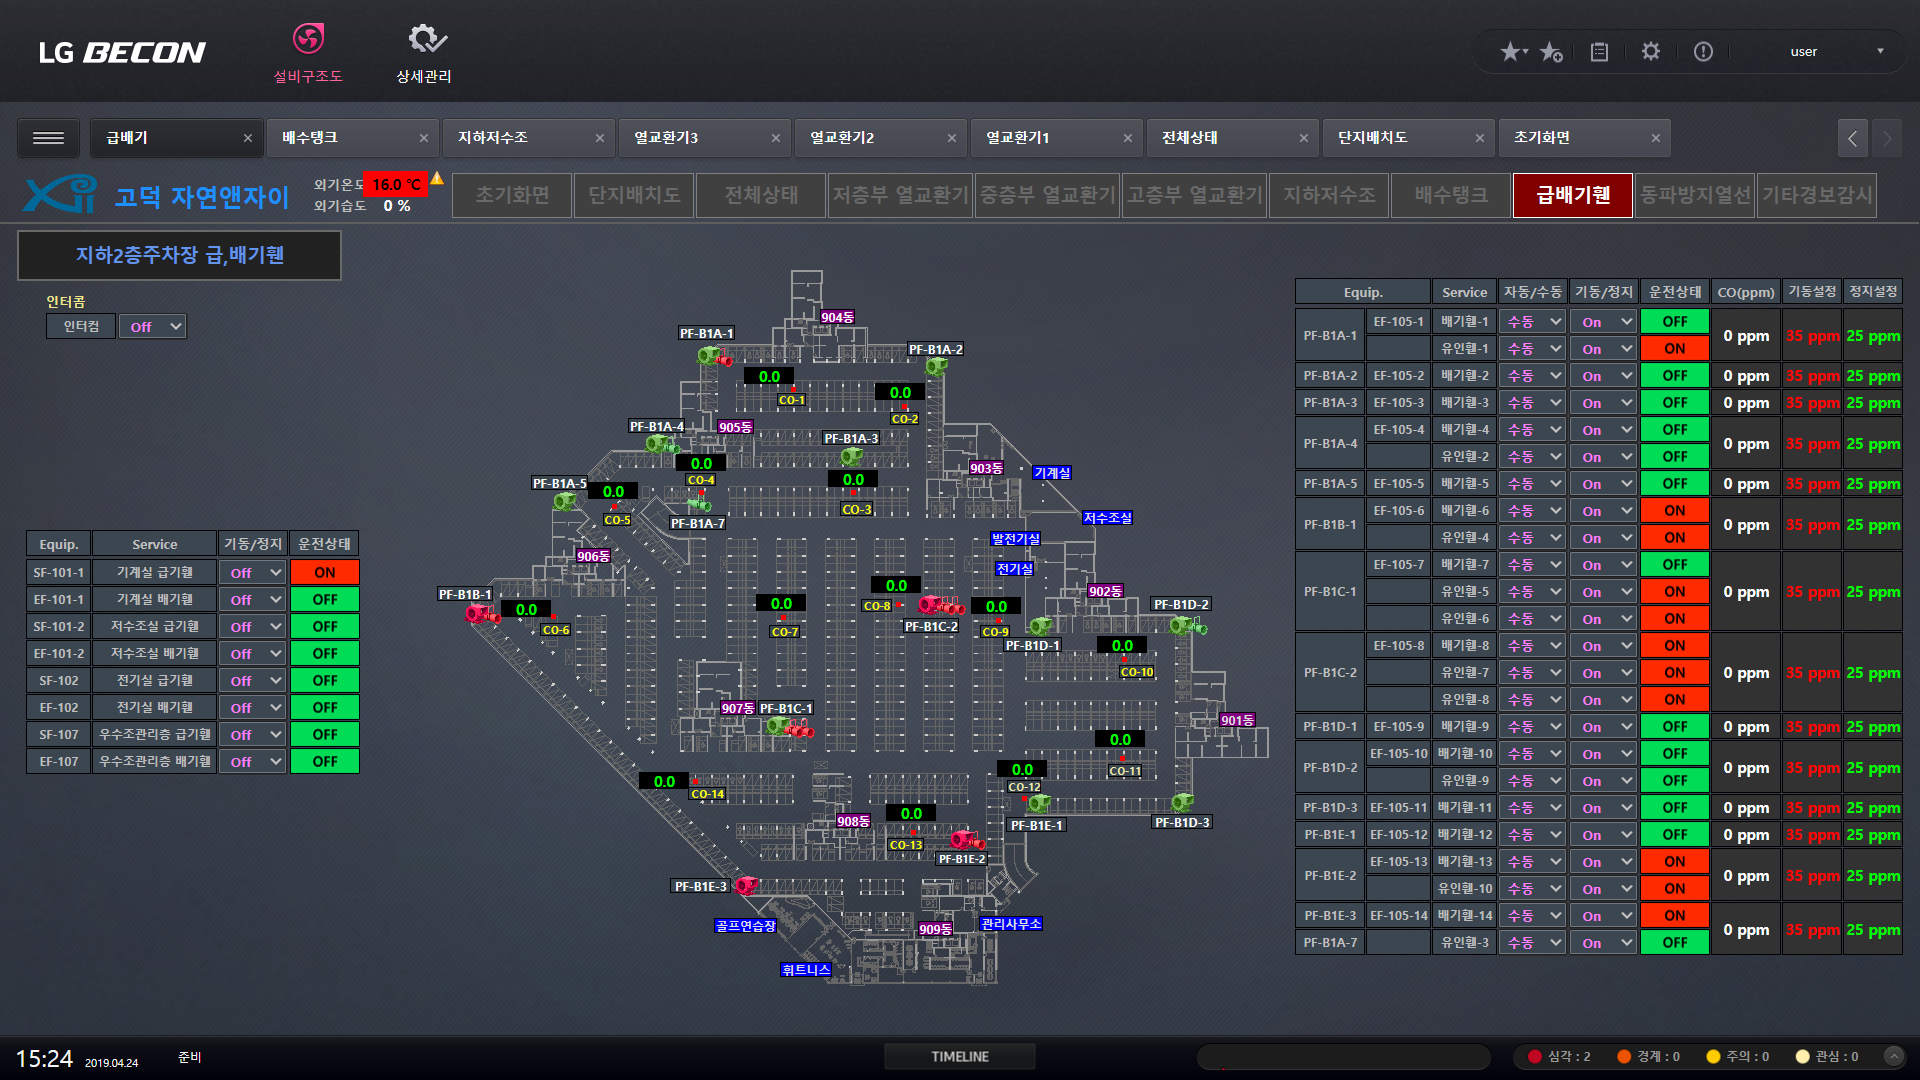 LG BECON
설비구조도
상세관리
user
급배기
배수탱크
지하저수조
열교환기3
열교환기2
열교환기1
전체상태
단지배치도
초기화면
Xii 고덕 자연앤자이
외기온도 16.0 ℃
외기습도 0 %
초기화면 단지배치도 전체상태 저층부 열교환기 중층부 열교환기 고층부 열교환기 지하저수조 배수탱크 급배기휀 동파방지열선 기타경보감시
지하2층주차장 급,배기휀
인터콤
인터컴 Off
Equip. Service 기동/정지 운전상태
SF-101-1 기계실 급기휀 Off ON
EF-101-1 기계실 배기휀 Off OFF
SF-101-2 저수조실 급기휀 Off OFF
EF-101-2 저수조실 배기휀 Off OFF
SF-102 전기실 급기휀 Off OFF
EF-102 전기실 배기휀 Off OFF
SF-107 우수조관리층 급기휀 Off OFF
EF-107 우수조관리층 배기휀 Off OFF
904동
PF-B1A-1
PF-B1A-2
0.0
CO-1
0.0
CO-2
PF-B1A-4
905동
PF-B1A-3
0.0
CO-4
903동
기계실
PF-B1A-5
0.0
CO-5
0.0
CO-3
PF-B1A-7
저수조실
발전기실
906동
전기실
PF-B1B-1
0.0
CO-6
0.0
CO-7
0.0
CO-8
PF-B1C-2
0.0
CO-9
902동
PF-B1D-2
PF-B1D-1
0.0
CO-10
907동
PF-B1C-1
901동
0.0
CO-11
0.0
CO-14
0.0
CO-12
908동
0.0
CO-13
PF-B1E-1
PF-B1D-3
PF-B1E-2
PF-B1E-3
골프연습장
909동
관리사무소
휘트니스
Equip. Service 자동/수동 기동/정지 운전상태 CO(ppm) 기동설정 정지설정
PF-B1A-1 EF-105-1 배기휀-1 수동 On OFF 0 ppm 35 ppm 25 ppm
유인휀-1 수동 On ON
PF-B1A-2 EF-105-2 배기휀-2 수동 On OFF 0 ppm 35 ppm 25 ppm
PF-B1A-3 EF-105-3 배기휀-3 수동 On OFF 0 ppm 35 ppm 25 ppm
PF-B1A-4 EF-105-4 배기휀-4 수동 On OFF 0 ppm 35 ppm 25 ppm
유인휀-2 수동 On OFF
PF-B1A-5 EF-105-5 배기휀-5 수동 On OFF 0 ppm 35 ppm 25 ppm
PF-B1B-1 EF-105-6 배기휀-6 수동 On ON 0 ppm 35 ppm 25 ppm
유인휀-4 수동 On ON
PF-B1C-1 EF-105-7 배기휀-7 수동 On OFF 0 ppm 35 ppm 25 ppm
유인휀-5 수동 On ON
유인휀-6 수동 On ON
PF-B1C-2 EF-105-8 배기휀-8 수동 On ON 0 ppm 35 ppm 25 ppm
유인휀-7 수동 On ON
유인휀-8 수동 On ON
PF-B1D-1 EF-105-9 배기휀-9 수동 On OFF 0 ppm 35 ppm 25 ppm
PF-B1D-2 EF-105-10 배기휀-10 수동 On OFF 0 ppm 35 ppm 25 ppm
유인휀-9 수동 On OFF
PF-B1D-3 EF-105-11 배기휀-11 수동 On OFF 0 ppm 35 ppm 25 ppm
PF-B1E-1 EF-105-12 배기휀-12 수동 On OFF 0 ppm 35 ppm 25 ppm
PF-B1E-2 EF-105-13 배기휀-13 수동 On ON 0 ppm 35 ppm 25 ppm
유인휀-10 수동 On ON
PF-B1E-3 EF-105-14 배기휀-14 수동 On ON 0 ppm 35 ppm 25 ppm
PF-B1A-7 유인휀-3 수동 On OFF
15:24 2019.04.24 준비
TIMELINE
심각 : 2 경계 : 0 주의 : 0 관심 : 0